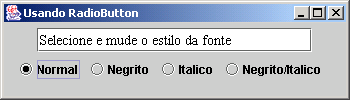 Usando RadioButton
Selecione e mude o estilo da fonte
Normal Negrito Italico Negrito/Italico